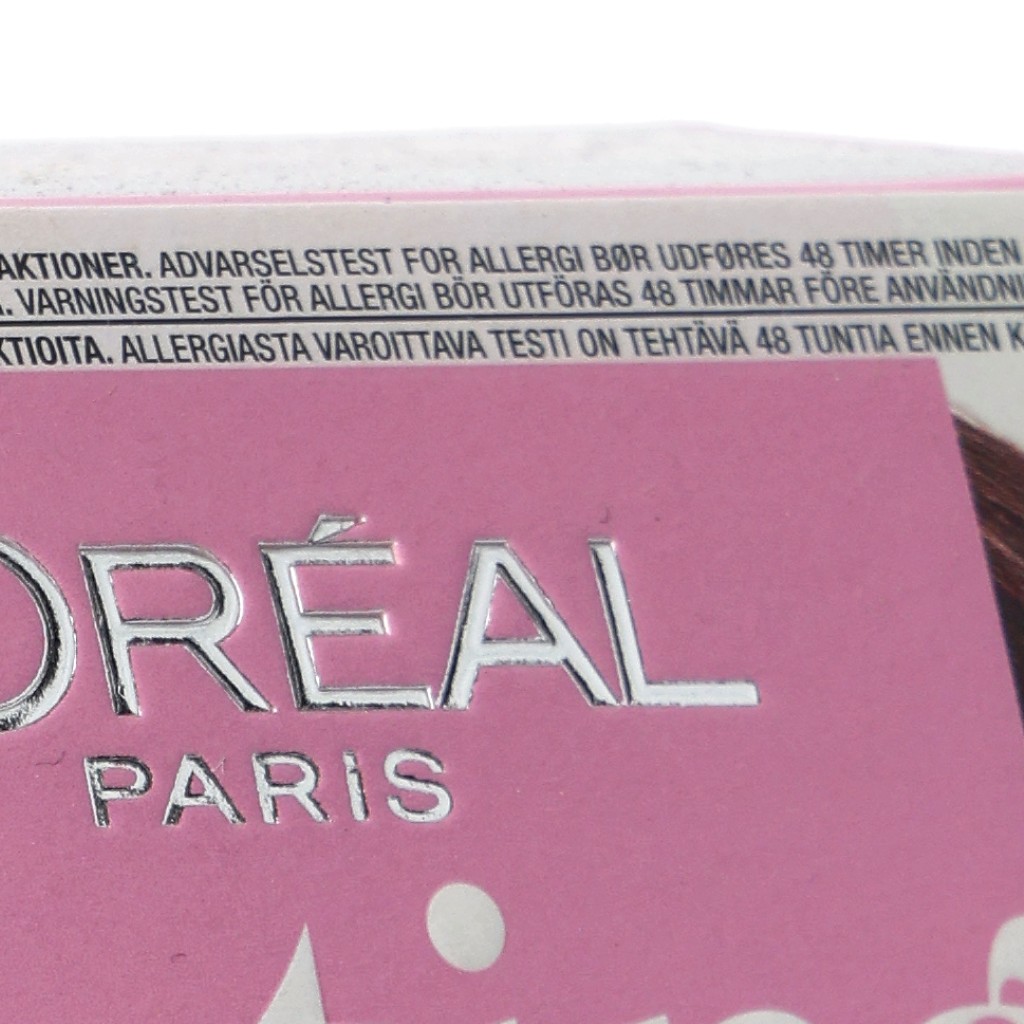 AKTIONER. ADVARSELSTEST FOR ALLERGI BØR UDFØRES 48 TIMER INDEN
. VARNINGSTEST FÖR ALLERGI BÖR UTFÖRAS 48 TIMMAR FÖRE ANVÄNDNI
KTIOITA. ALLERGIASTA VAROITTAVA TESTI ON TEHTÄVÄ 48 TUNTIA ENNEN K
ORÉAL
PARIS